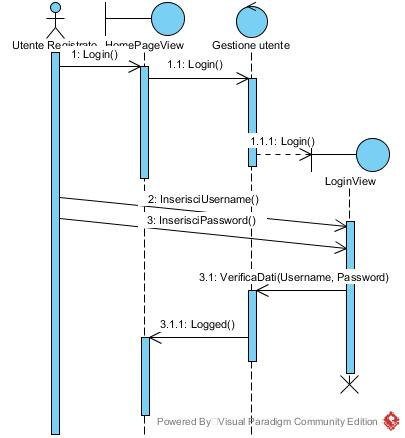 Utente Registrato HomePageView Gestione utente
1: Login()
1.1: Login()
1.1.1: Login()
LoginView
2: InserisciUsername()
3: InserisciPassword()
3.1: VerificaDati(Username, Password)
3.1.1: Logged()
Powered By Visual Paradigm Community Edition